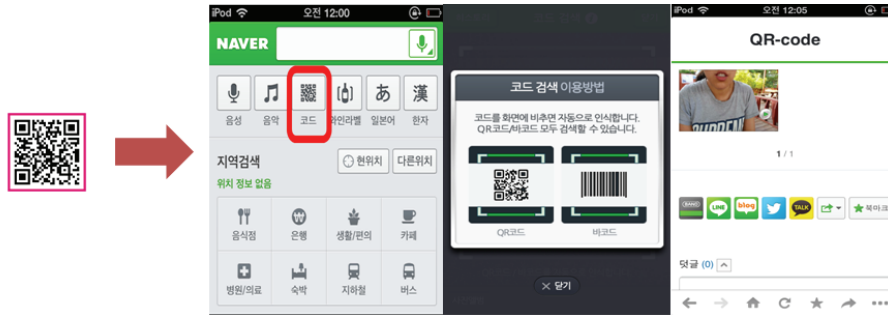 iPod 오전 12:00
NAVER
음성 음악 코드 와인라벨 일본어 한자
あ 漢
지역검색
현위치 다른위치
위치 정보 없음
음식점 은행 생활/편의 카페
병원/의료 숙박 지하철 버스
코드 검색 이용방법
코드를 화면에 비추면 자동으로 인식합니다.
QR코드/바코드 모두 검색할 수 있습니다.
QR코드 바코드
× 닫기
iPod 오전 12:05
QR-code
1 / 1
BAND LINE blog TALK 북마크
댓글 (0)